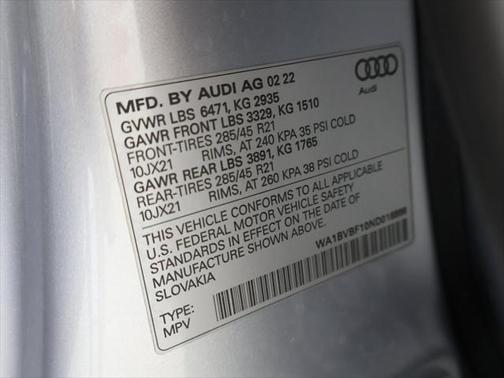 MFD. BY AUDI AG 02 22
GVWR LBS 6471, KG 2935
GAWR FRONT LBS 3329, KG 1510
FRONT-TIRES 285/45 R21
10JX21 RIMS, AT 240 KPA 35 PSI COLD
GAWR REAR LBS 3891, KG 1765
REAR-TIRES 285/45 R21
10JX21 RIMS, AT 260 KPA 38 PSI COLD
THIS VEHICLE CONFORMS TO ALL APPLICABLE
U.S. FEDERAL MOTOR VEHICLE SAFETY
STANDARDS IN EFFECT ON THE DATE OF
MANUFACTURE SHOWN ABOVE.
SLOVAKIA
TYPE:
MPV
Audi